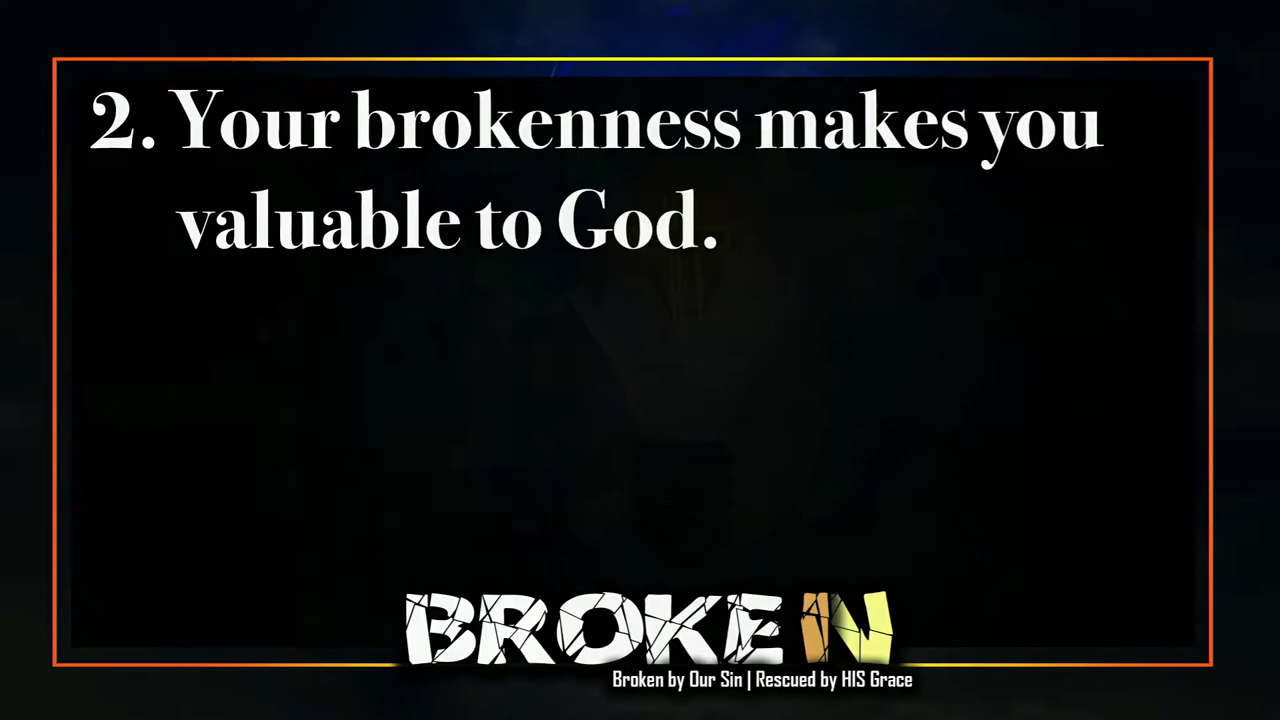 2. Your brokenness makes you
valuable to God.
BROKEN
Broken by Our Sin | Rescued by HIS Grace